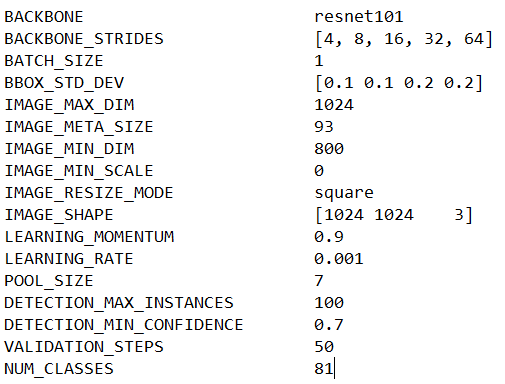 BACKBONE                      resnet101
BACKBONE_STRIDES              [4, 8, 16, 32, 64]
BATCH_SIZE                    1
BBOX_STD_DEV                  [0.1 0.1 0.2 0.2]
IMAGE_MAX_DIM                 1024
IMAGE_META_SIZE               93
IMAGE_MIN_DIM                 800
IMAGE_MIN_SCALE               0
IMAGE_RESIZE_MODE             square
IMAGE_SHAPE                   [1024 1024    3]
LEARNING_MOMENTUM             0.9
LEARNING_RATE                 0.001
POOL_SIZE                     7
DETECTION_MAX_INSTANCES       100
DETECTION_MIN_CONFIDENCE      0.7
VALIDATION_STEPS              50
NUM_CLASSES                   81